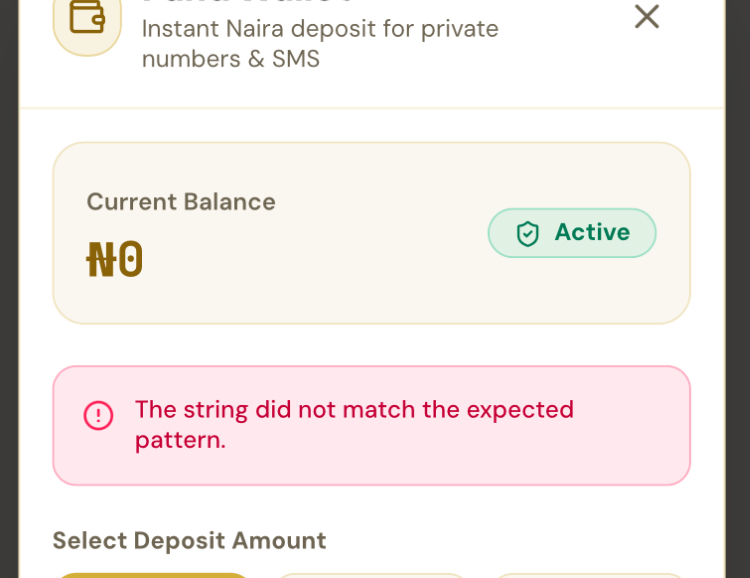 Instant Naira deposit for private
numbers & SMS
Current Balance
Active
₦0
The string did not match the expected
pattern.
Select Deposit Amount